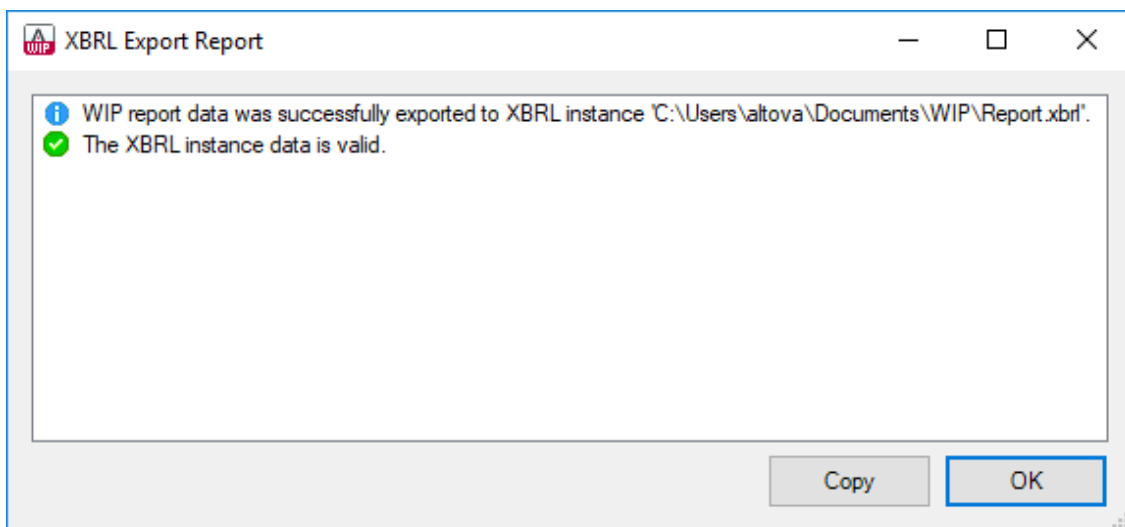 WIP
XBRL Export Report
WIP report data was successfully exported to XBRL instance 'C:\Users\altova\Documents\WIP\Report.xbrl'.
The XBRL instance data is valid.
Copy
OK